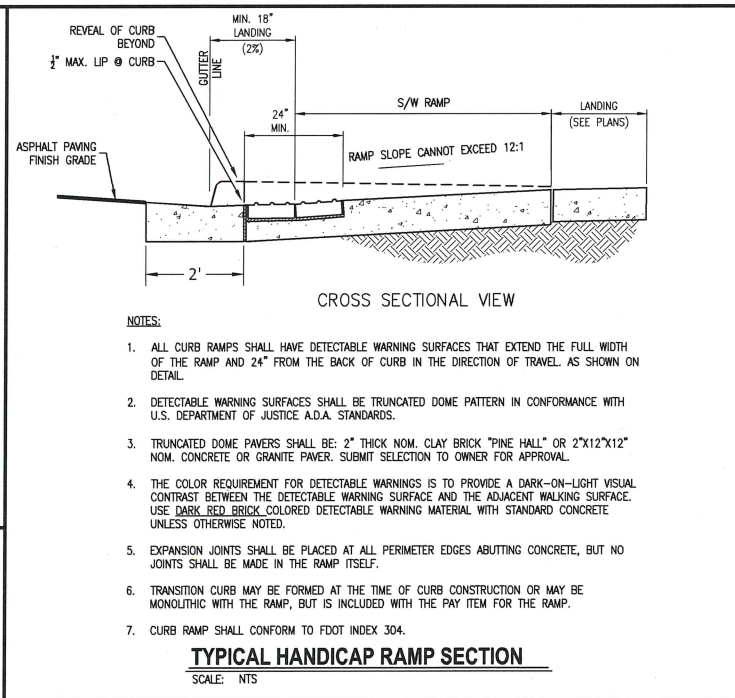 REVEAL OF CURB
BEYOND
½" MAX. LIP @ CURB
GUTTER
LINE
MIN. 18"
LANDING
(2%)
24"
MIN.
S/W RAMP
LANDING
(SEE PLANS)
RAMP SLOPE CANNOT EXCEED 12:1
ASPHALT PAVING
FINISH GRADE
2'
CROSS SECTIONAL VIEW
NOTES:
1. ALL CURB RAMPS SHALL HAVE DETECTABLE WARNING SURFACES THAT EXTEND THE FULL WIDTH
OF THE RAMP AND 24" FROM THE BACK OF CURB IN THE DIRECTION OF TRAVEL. AS SHOWN ON
DETAIL.
2. DETECTABLE WARNING SURFACES SHALL BE TRUNCATED DOME PATTERN IN CONFORMANCE WITH
U.S. DEPARTMENT OF JUSTICE A.D.A. STANDARDS.
3. TRUNCATED DOME PAVERS SHALL BE: 2" THICK NOM. CLAY BRICK "PINE HALL" OR 2"X12"X12"
NOM. CONCRETE OR GRANITE PAVER. SUBMIT SELECTION TO OWNER FOR APPROVAL.
4. THE COLOR REQUIREMENT FOR DETECTABLE WARNINGS IS TO PROVIDE A DARK-ON-LIGHT VISUAL
CONTRAST BETWEEN THE DETECTABLE WARNING SURFACE AND THE ADJACENT WALKING SURFACE.
USE DARK RED BRICK COLORED DETECTABLE WARNING MATERIAL WITH STANDARD CONCRETE
UNLESS OTHERWISE NOTED.
5. EXPANSION JOINTS SHALL BE PLACED AT ALL PERIMETER EDGES ABUTTING CONCRETE, BUT NO
JOINTS SHALL BE MADE IN THE RAMP ITSELF.
6. TRANSITION CURB MAY BE FORMED AT THE TIME OF CURB CONSTRUCTION OR MAY BE
MONOLITHIC WITH THE RAMP, BUT IS INCLUDED WITH THE PAY ITEM FOR THE RAMP.
7. CURB RAMP SHALL CONFORM TO FDOT INDEX 304.
TYPICAL HANDICAP RAMP SECTION
SCALE: NTS